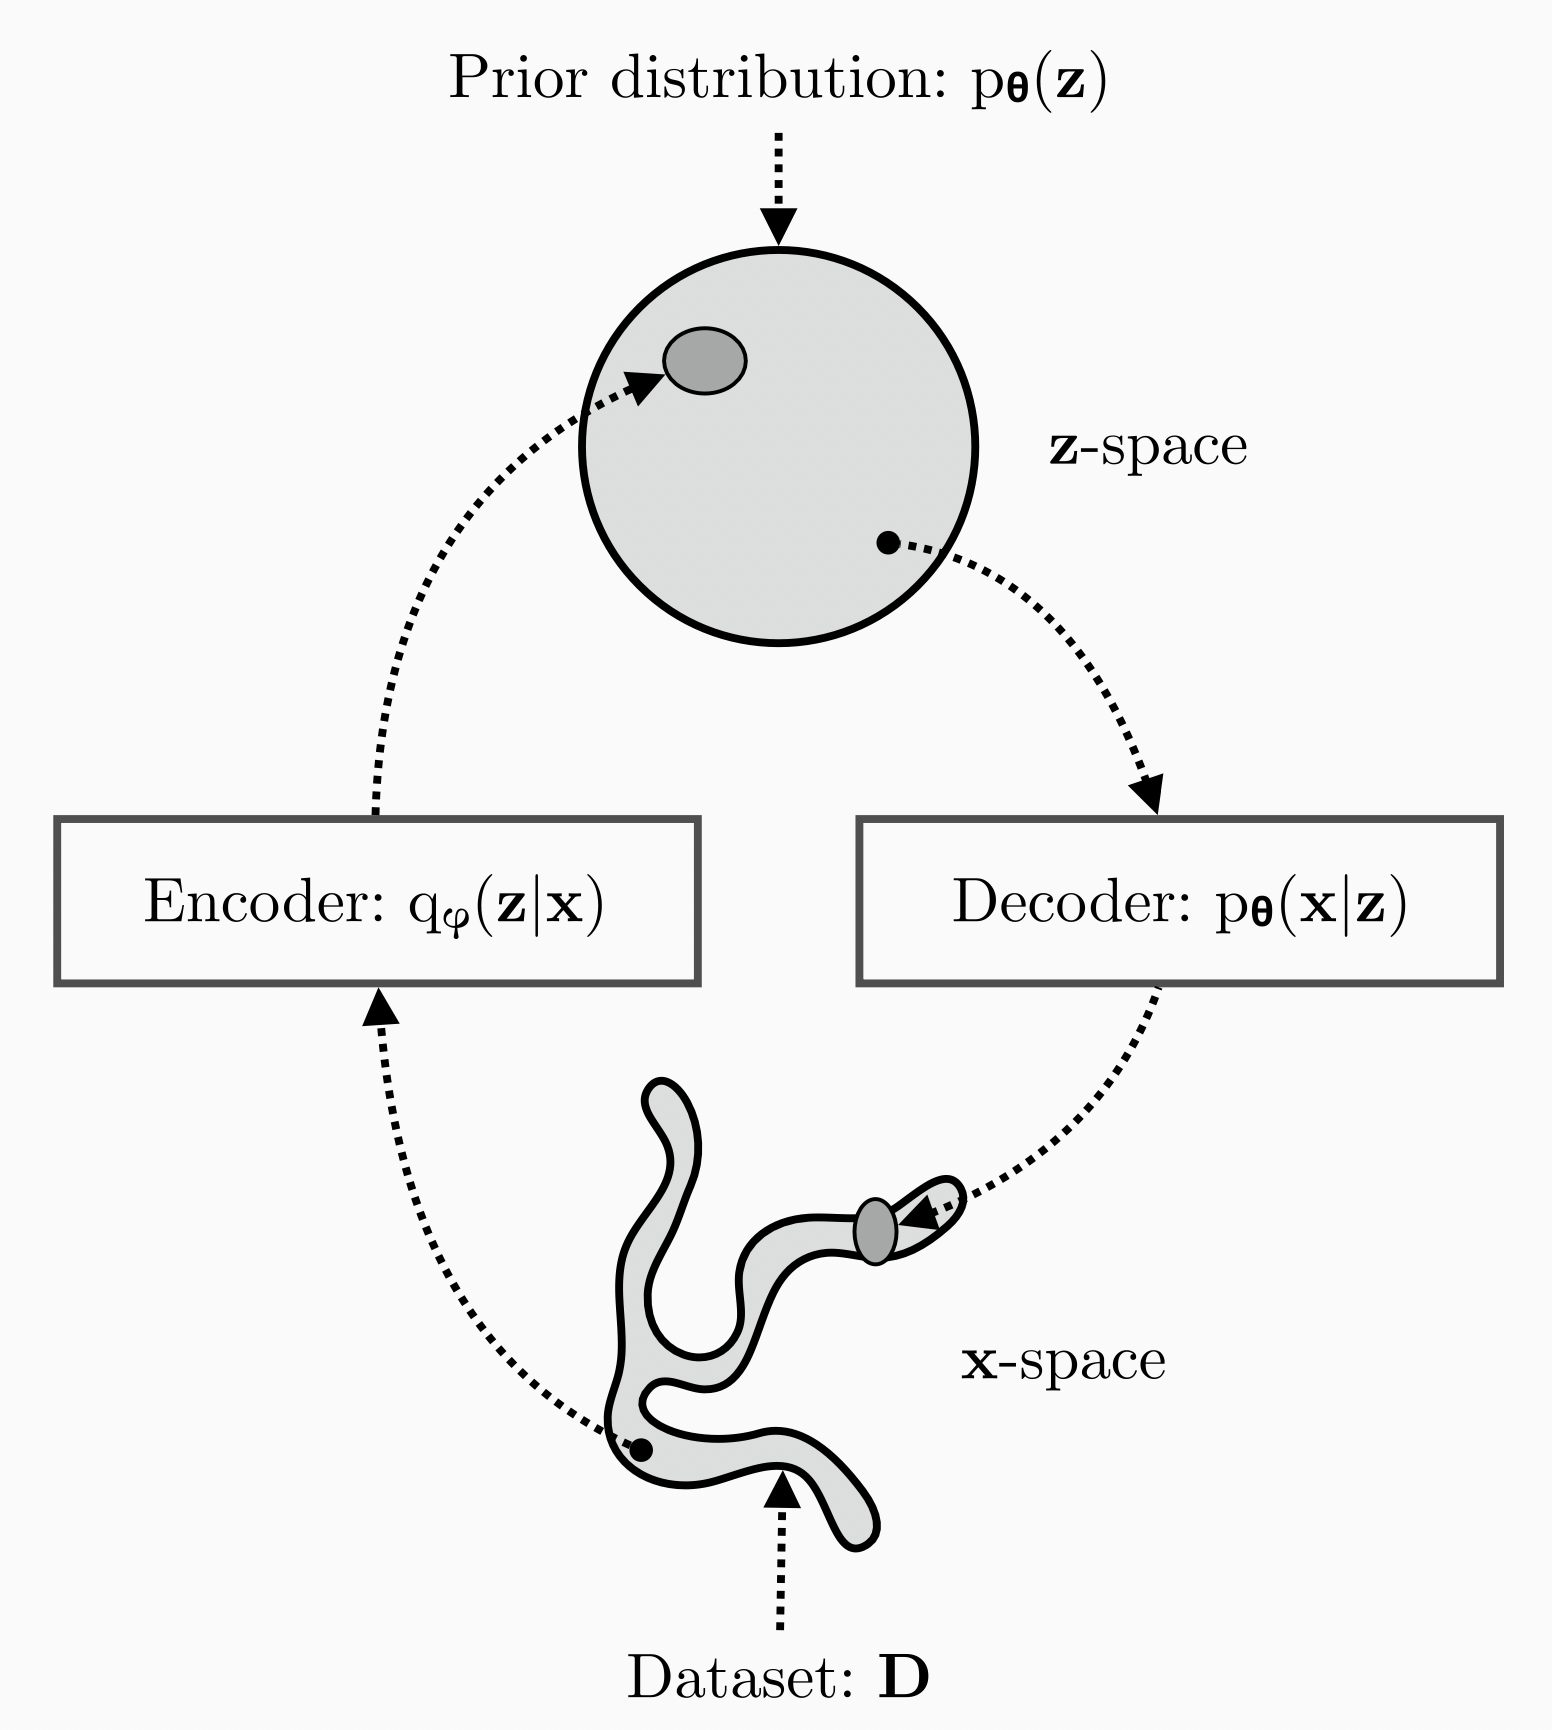 Prior distribution: p𝛉(𝐳)
𝐳-space
Encoder: qφ(𝐳|𝐱)
Decoder: p𝛉(𝐱|𝐳)
𝐱-space
Dataset: 𝐃